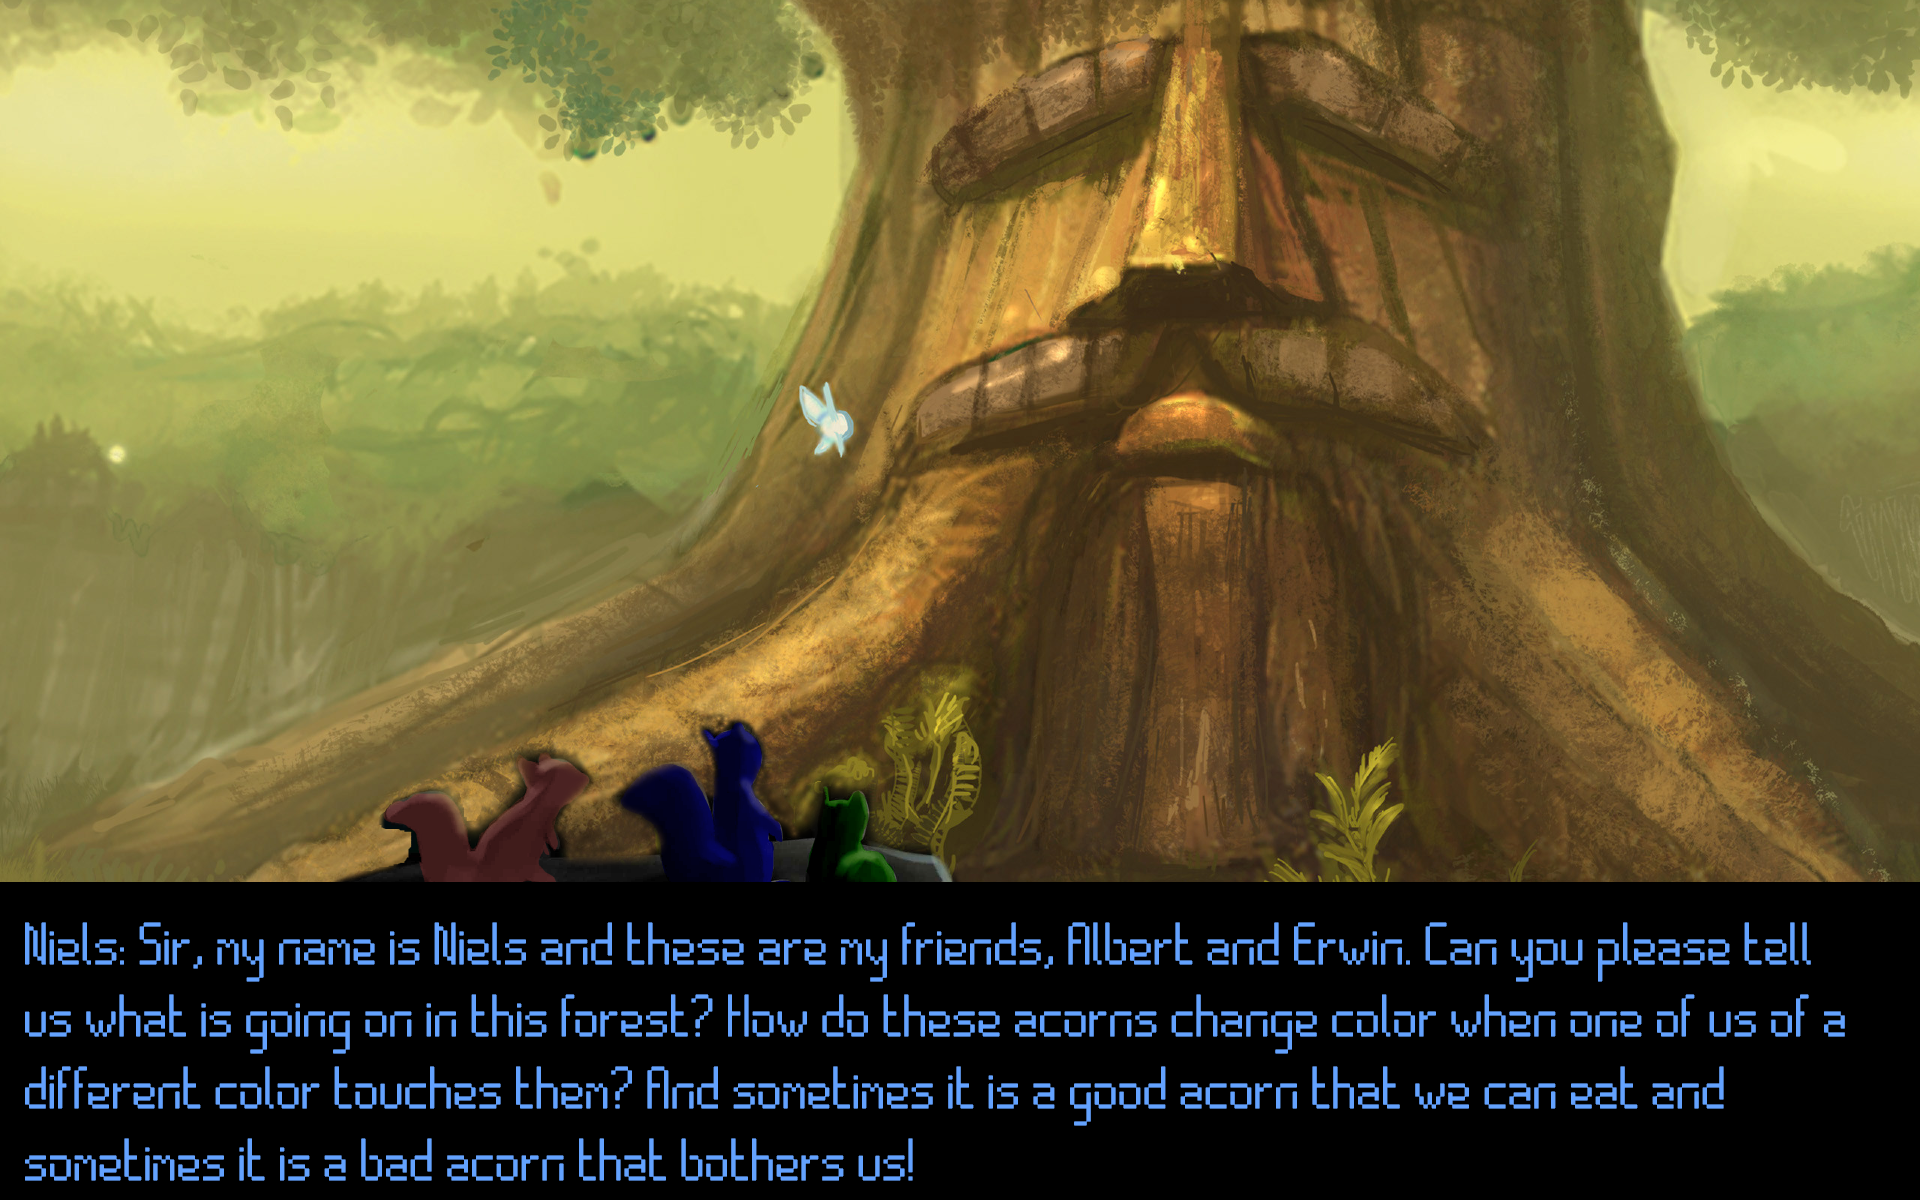 Niels: Sir, my name is Niels and these are my friends, Albert and Erwin. Can you please tell
us what is going on in this forest? How do these acorns change color when one of us of a
different color touches them? And sometimes it is a good acorn that we can eat and
sometimes it is a bad acorn that bothers us!